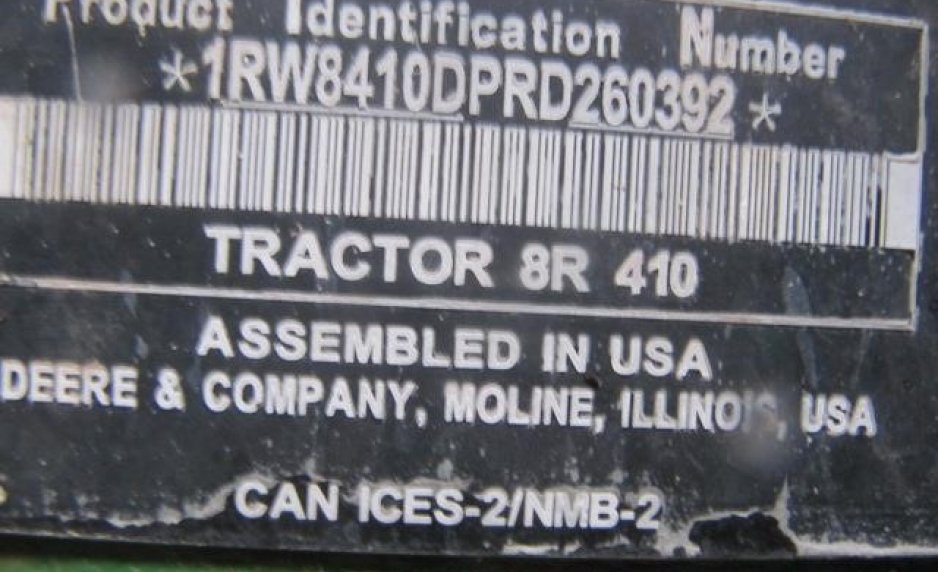 Product Identification Number
*1RW8410DPRD260392*
TRACTOR 8R 410
ASSEMBLED IN USA
DEERE & COMPANY, MOLINE, ILLINOIS, USA
CAN ICES-2/NMB-2